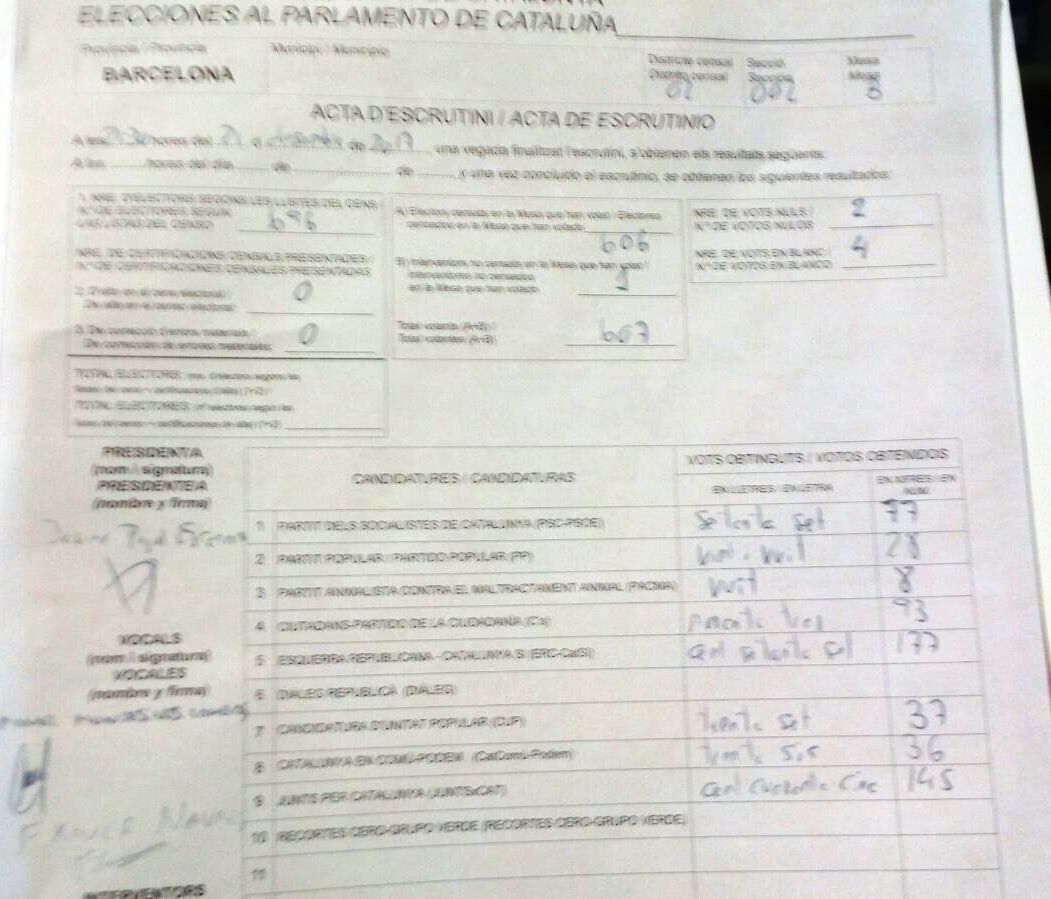 ELECCIONES AL PARLAMENTO DE CATALUÑA
Provincia / Provincia
BARCELONA
Municipi / Municipio
Districte censal
Distrito censal
02
Secció
Sección
002
Mesa
Mesa
B
ACTA D'ESCRUTINI / ACTA DE ESCRUTINIO
A les hores del 21 de 2017, una vegada finalitzat l'escrutini, s'obtenen els resultats següents:
A las horas del día de de, y una vez concluido el escrutinio, se obtienen los siguientes resultados:
1. NRE. D'ELECTORS SEGONS LES LLISTES DEL CENS /
Nº DE ELECTORES SEGÚN
LAS LISTAS DEL CENSO 696
NRE. DE CERTIFICACIONS CENSALS PRESENTADES /
Nº DE CERTIFICACIONES CENSALES PRESENTADAS
2) D'alta en el cens electoral /
De alta en el censo electoral: 0
3) De correcció d'errors materials /
De corrección de errores materiales: 0
TOTAL ELECTORS
TOTAL ELECTORES
A) Electors censats en la Mesa que han votat / Electores
censados en la Mesa que han votado
606
B) Interventors no censats en la Mesa que han votat /
Interventores no censados
en la Mesa que han votado 1
Total votants (A+B) /
Total votantes (A+B) 607
NRE. DE VOTS NULS /
Nº DE VOTOS NULOS 2
NRE. DE VOTS EN BLANC /
Nº DE VOTOS EN BLANCO 4
PRESIDENT/A
(nom i signatura)
PRESIDENTE/A
(nombre y firma)
VOCALS
(nom i signatura)
VOCALES
(nombre y firma)
INTERVENTORS
CANDIDATURES / CANDIDATURAS
VOTS OBTINGUTS / VOTOS OBTENIDOS
EN LLETRES / EN LETRA
EN XIFRES / EN
NÚM.
1 PARTIT DELS SOCIALISTES DE CATALUNYA (PSC-PSOE) setanta set 77
2 PARTIT POPULAR / PARTIDO POPULAR (PP) vint-i-vuit 28
3 PARTIT ANIMALISTA CONTRA EL MALTRACTAMENT ANIMAL (PACMA) vuit 8
4 CIUTADANS-PARTIDO DE LA CIUDADANÍA (C's) noranta tres 93
5 ESQUERRA REPUBLICANA - CATALUNYA SÍ (ERC-CatSí) cent setanta set 177
6 DIÀLEG REPÚBLICA (DIÀLEG)
7 CANDIDATURA D'UNITAT POPULAR (CUP) trenta set 37
8 CATALUNYA EN COMÚ-PODEM (CatComú-Podem) trenta sis 36
9 JUNTS PER CATALUNYA (JUNTSxCAT) cent curanta cinc 145
10 RECORTES CERO-GRUPO VERDE (RECORTES CERO-GRUPO VERDE)
11